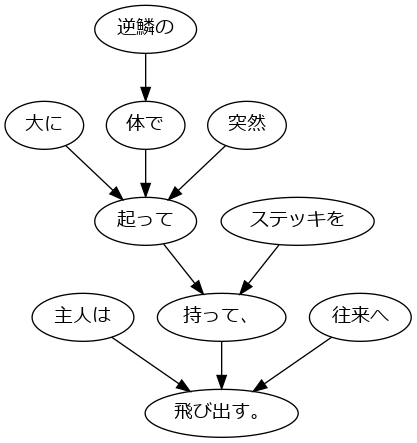 逆鱗の
大に
体で
突然
起って
ステッキを
主人は
持って、
往来へ
飛び出す。